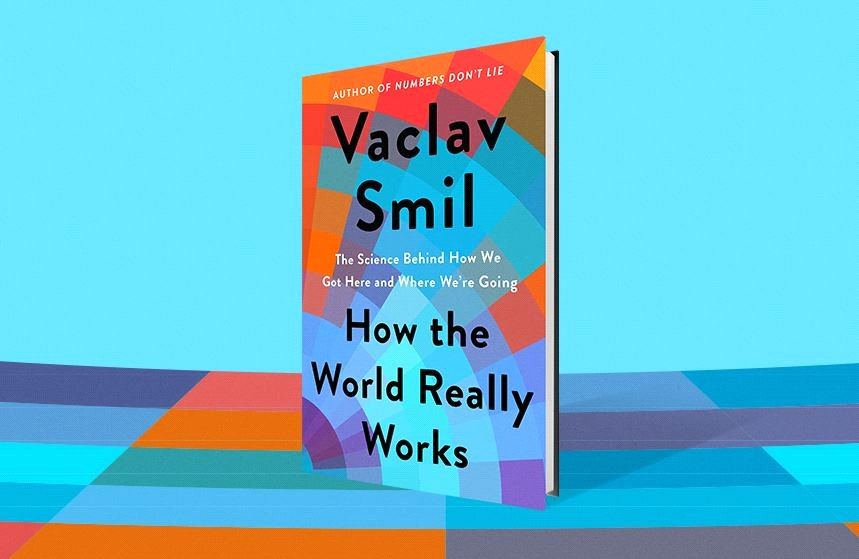 AUTHOR OF NUMBERS DON'T LIE
Vaclav
Smil
The Science Behind How We
Got Here and Where We're Going
How the
World Really
Works